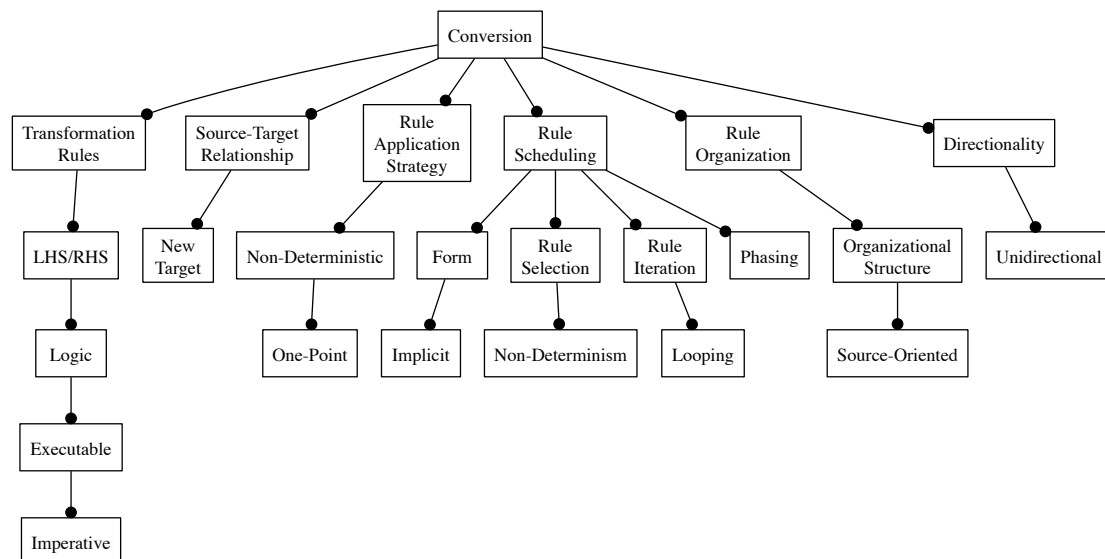 Conversion
Transformation
Rules
Source-Target
Relationship
Rule
Application
Strategy
Rule
Scheduling
Rule
Organization
Directionality
LHS/RHS
New
Target
Non-Deterministic
Form
Rule
Selection
Rule
Iteration
Phasing
Organizational
Structure
Unidirectional
Logic
One-Point
Implicit
Non-Determinism
Looping
Source-Oriented
Executable
Imperative